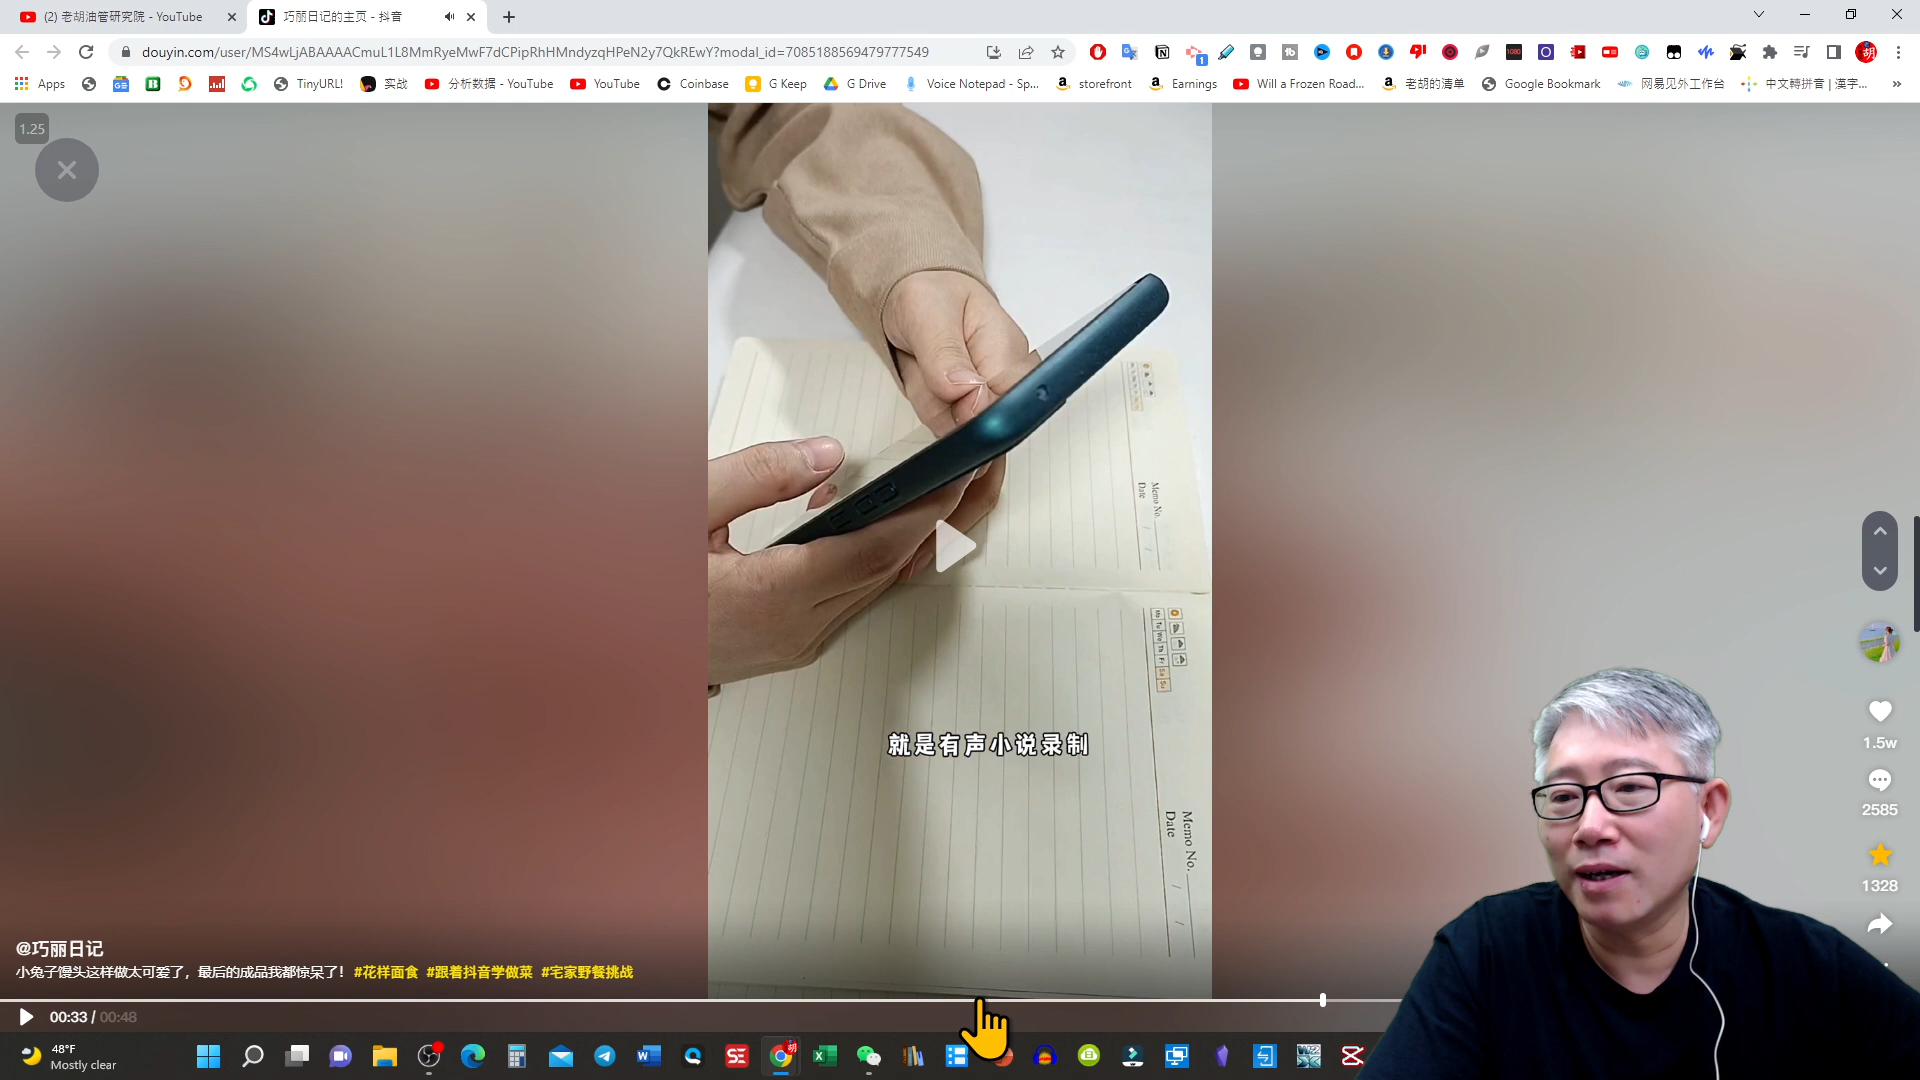 (2) 老胡油管研究院 - YouTube
巧丽日记的主页 - 抖音
douyin.com/user/MS4wLjABAAAACmuL1L8MmRyeMwF7dCPipRhHMndyzqHPeN2y7QkREwY?modal_id=7085188569479777549
Apps
TinyURL!
实战
分析数据 - YouTube
YouTube
Coinbase
G Keep
G Drive
Voice Notepad - Sp...
storefront
Earnings
Will a Frozen Road...
老胡的清单
Google Bookmark
网易见外工作台
中文轉拼音 | 漢字...
1.25
Memo No.
Date
就是有声小说录制
Memo No.
Date
1.5w
2585
1328
@巧丽日记
小兔子馒头这样做太可爱了，最后的成品我都惊呆了！ #花样面食 #跟着抖音学做菜 #宅家野餐挑战
00:33 / 00:48
48°F
Mostly clear